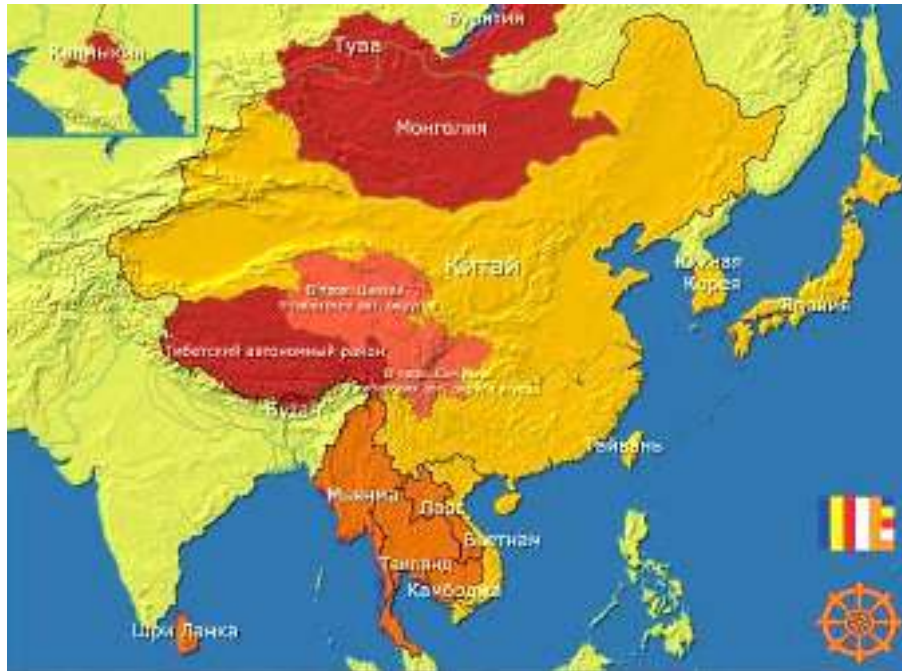 Бурятия
Калмыкия
Тува
Монголия
Китай
Южная
Корея
Япония
Тибетский автономный район
Бутан
Тайвань
Мьянма
Лаос
Вьетнам
Таиланд
Камбоджа
Шри Ланка